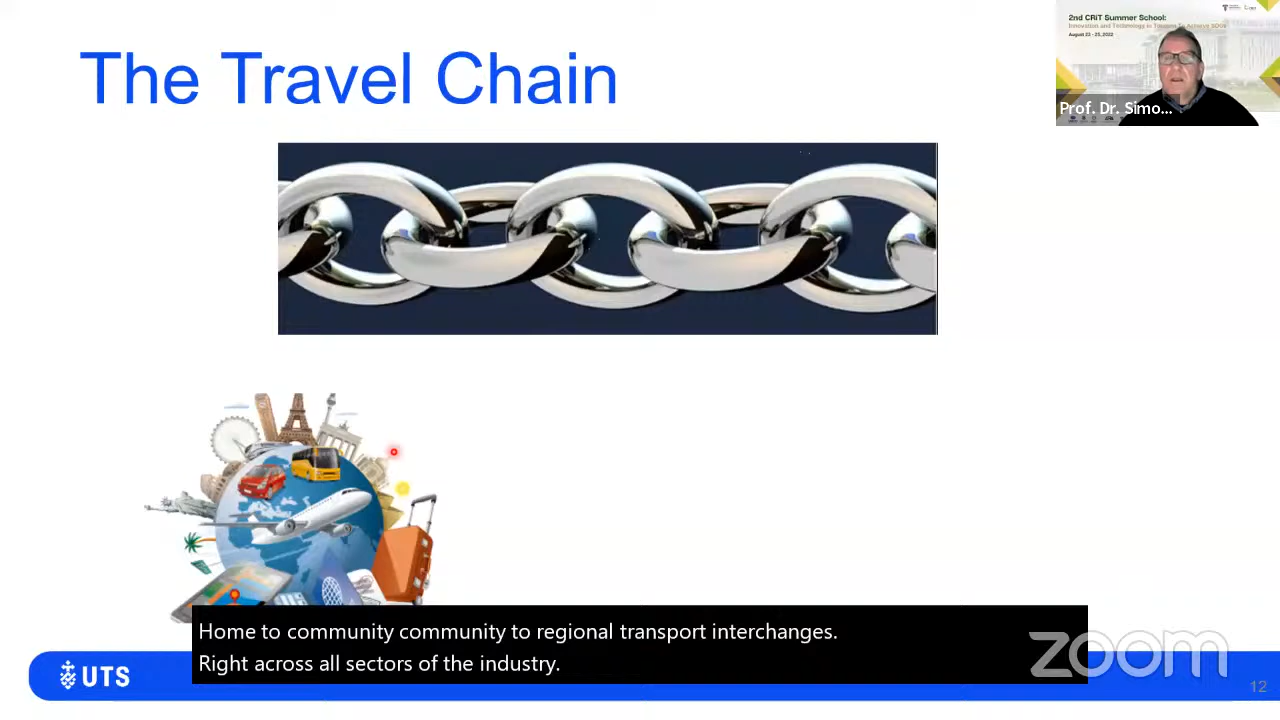 The Travel Chain
2nd CRiT Summer School:
Innovation and Technology in Tourism To Achieve SDGs
August 23 - 25, 2022
Prof. Dr. Simo...
Home to community community to regional transport interchanges.
Right across all sectors of the industry.
UTS
zoom
12